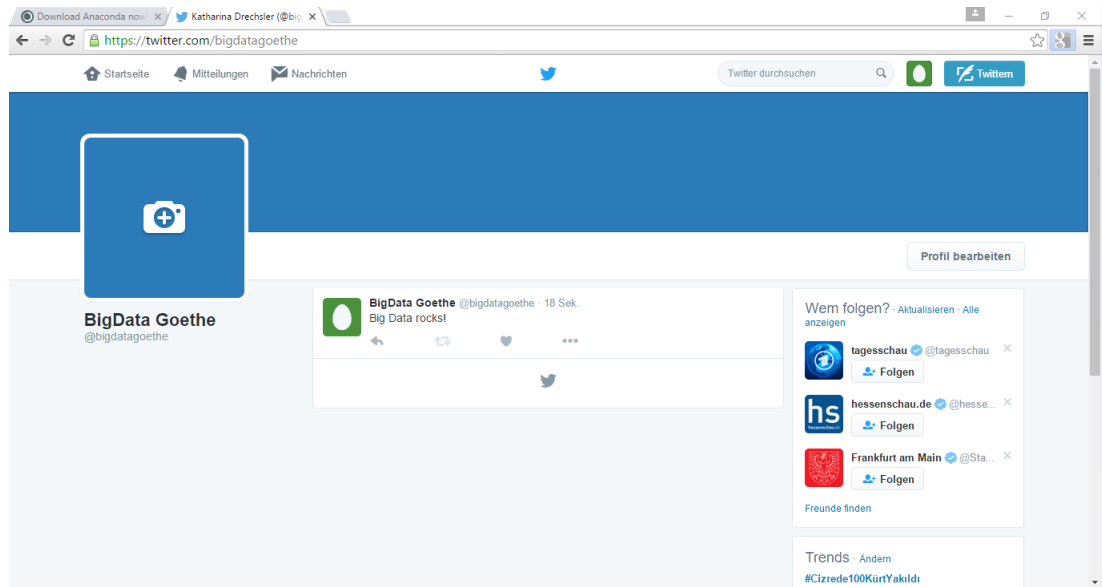 Download Anaconda now
Katharina Drechsler (@big
https://twitter.com/bigdatagoethe
Startseite
Mitteilungen
Nachrichten
Twitter durchsuchen
Twittern
Profil bearbeiten
BigData Goethe
@bigdatagoethe
BigData Goethe @bigdatagoethe · 18 Sek.
Big Data rocks!
Wem folgen? · Aktualisieren · Alle
anzeigen
tagesschau @tagesschau
Folgen
hs
hessenschau.de @hesse...
Folgen
Frankfurt am Main @Sta...
Folgen
Freunde finden
Trends · Ändern
#Cizrede100KürtYakıldı